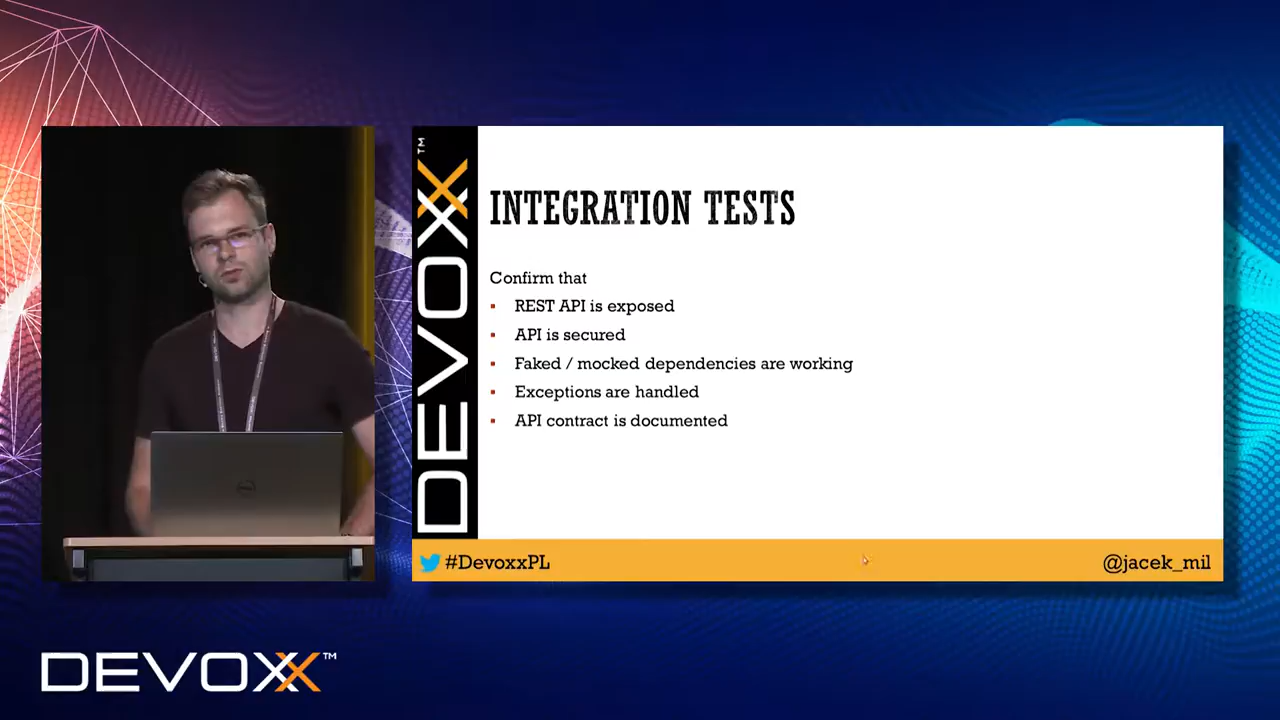 DEVOXX™
INTEGRATION TESTS
Confirm that
▪ REST API is exposed
▪ API is secured
▪ Faked / mocked dependencies are working
▪ Exceptions are handled
▪ API contract is documented
#DevoxxPL
@jacek_mil
DEVOXX™